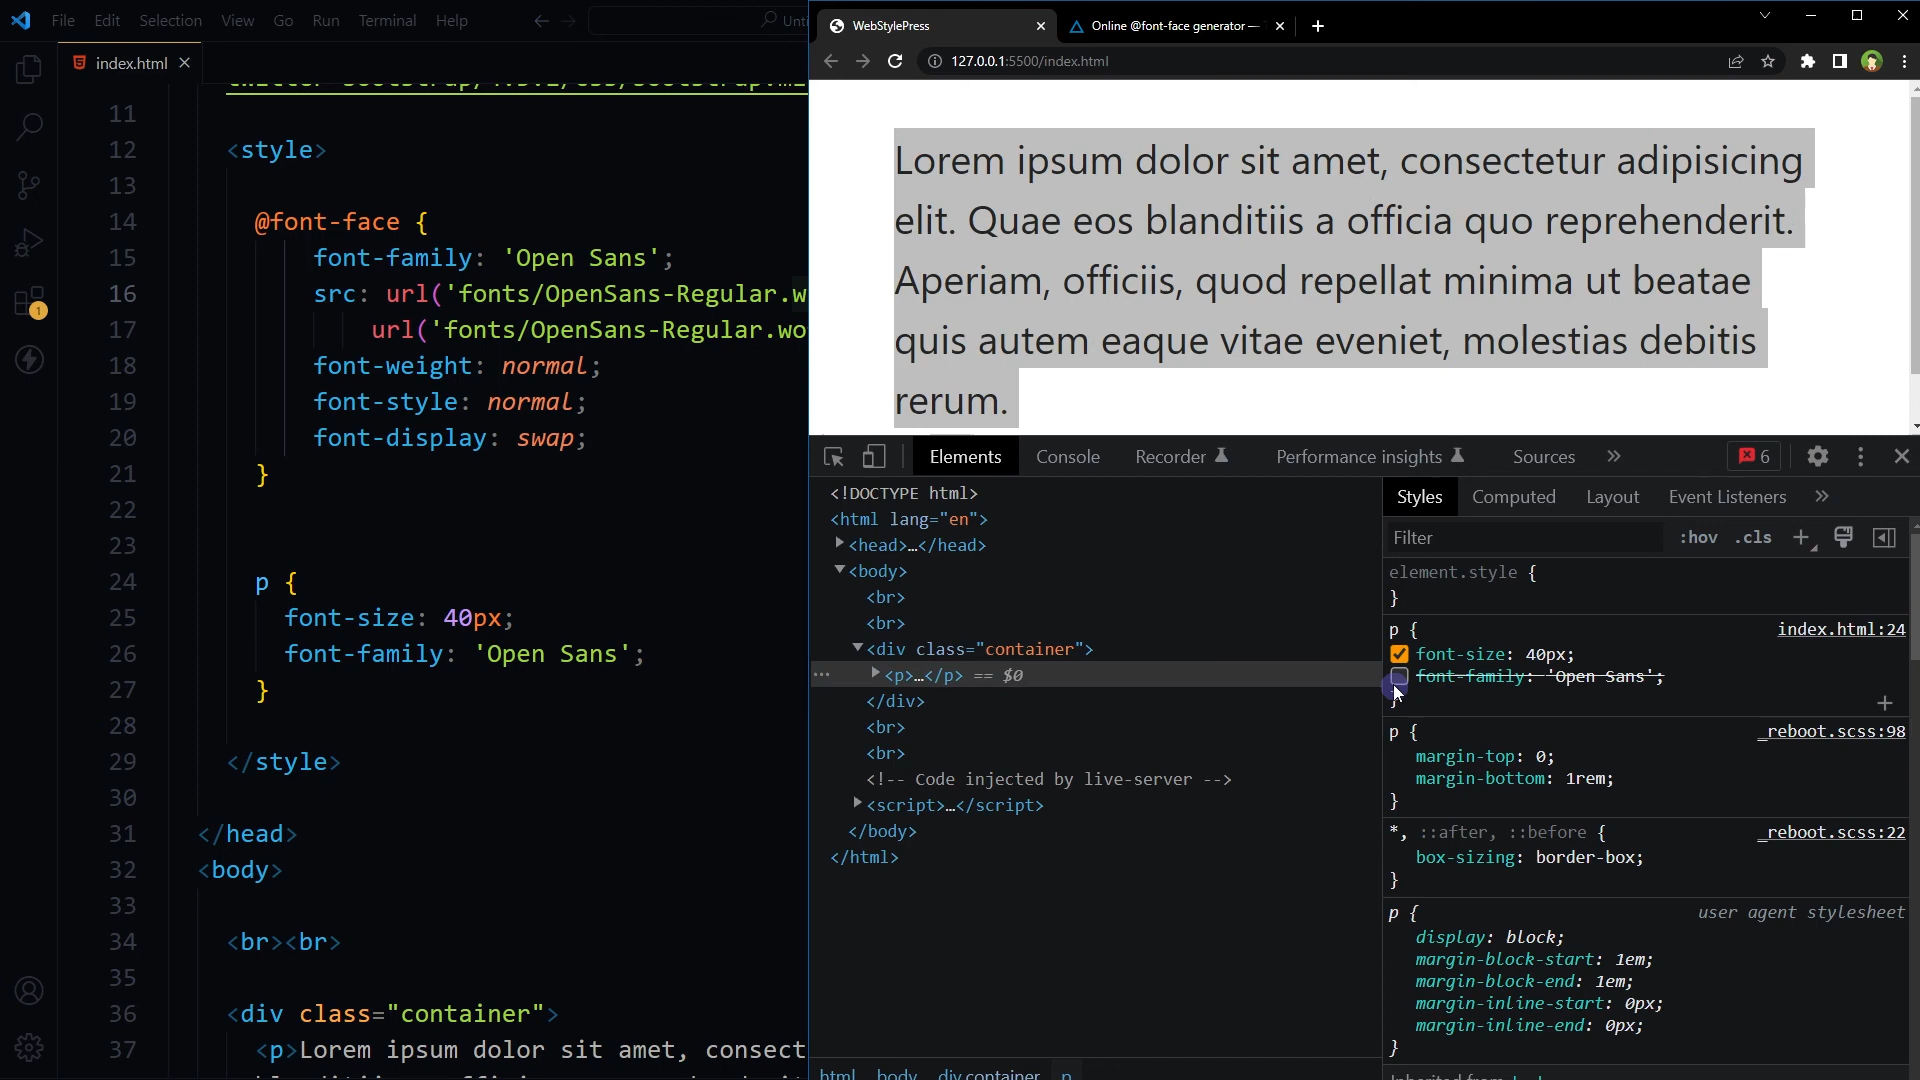 File Edit Selection View Go Run Terminal Help
index.html
11
12 <style>
13
14 @font-face {
15 font-family: 'Open Sans';
16 src: url('fonts/OpenSans-Regular.w
17 url('fonts/OpenSans-Regular.wo
18 font-weight: normal;
19 font-style: normal;
20 font-display: swap;
21 }
22
23
24 p {
25 font-size: 40px;
26 font-family: 'Open Sans';
27 }
28
29 </style>
30
31 </head>
32 <body>
33
34 <br><br>
35
36 <div class="container">
37 <p>Lorem ipsum dolor sit amet, consect
1
WebStylePress
Online @font-face generator —
127.0.0.1:5500/index.html
Lorem ipsum dolor sit amet, consectetur adipisicing
elit. Quae eos blanditiis a officia quo reprehenderit.
Aperiam, officiis, quod repellat minima ut beatae
quis autem eaque vitae eveniet, molestias debitis
rerum.
Elements Console Recorder Performance insights Sources » 6
<!DOCTYPE html>
<html lang="en">
<head>…</head>
<body>
<br>
<br>
<div class="container">
<p>…</p> == $0
</div>
<br>
<br>
<!-- Code injected by live-server -->
<script>…</script>
</body>
</html>
html body div.container p
Styles Computed Layout Event Listeners »
Filter :hov .cls
element.style {
}
p { index.html:24
font-size: 40px;
font-family: 'Open Sans';
}
p { _reboot.scss:98
margin-top: 0;
margin-bottom: 1rem;
}
*, ::after, ::before { _reboot.scss:22
box-sizing: border-box;
}
p { user agent stylesheet
display: block;
margin-block-start: 1em;
margin-block-end: 1em;
margin-inline-start: 0px;
margin-inline-end: 0px;
}